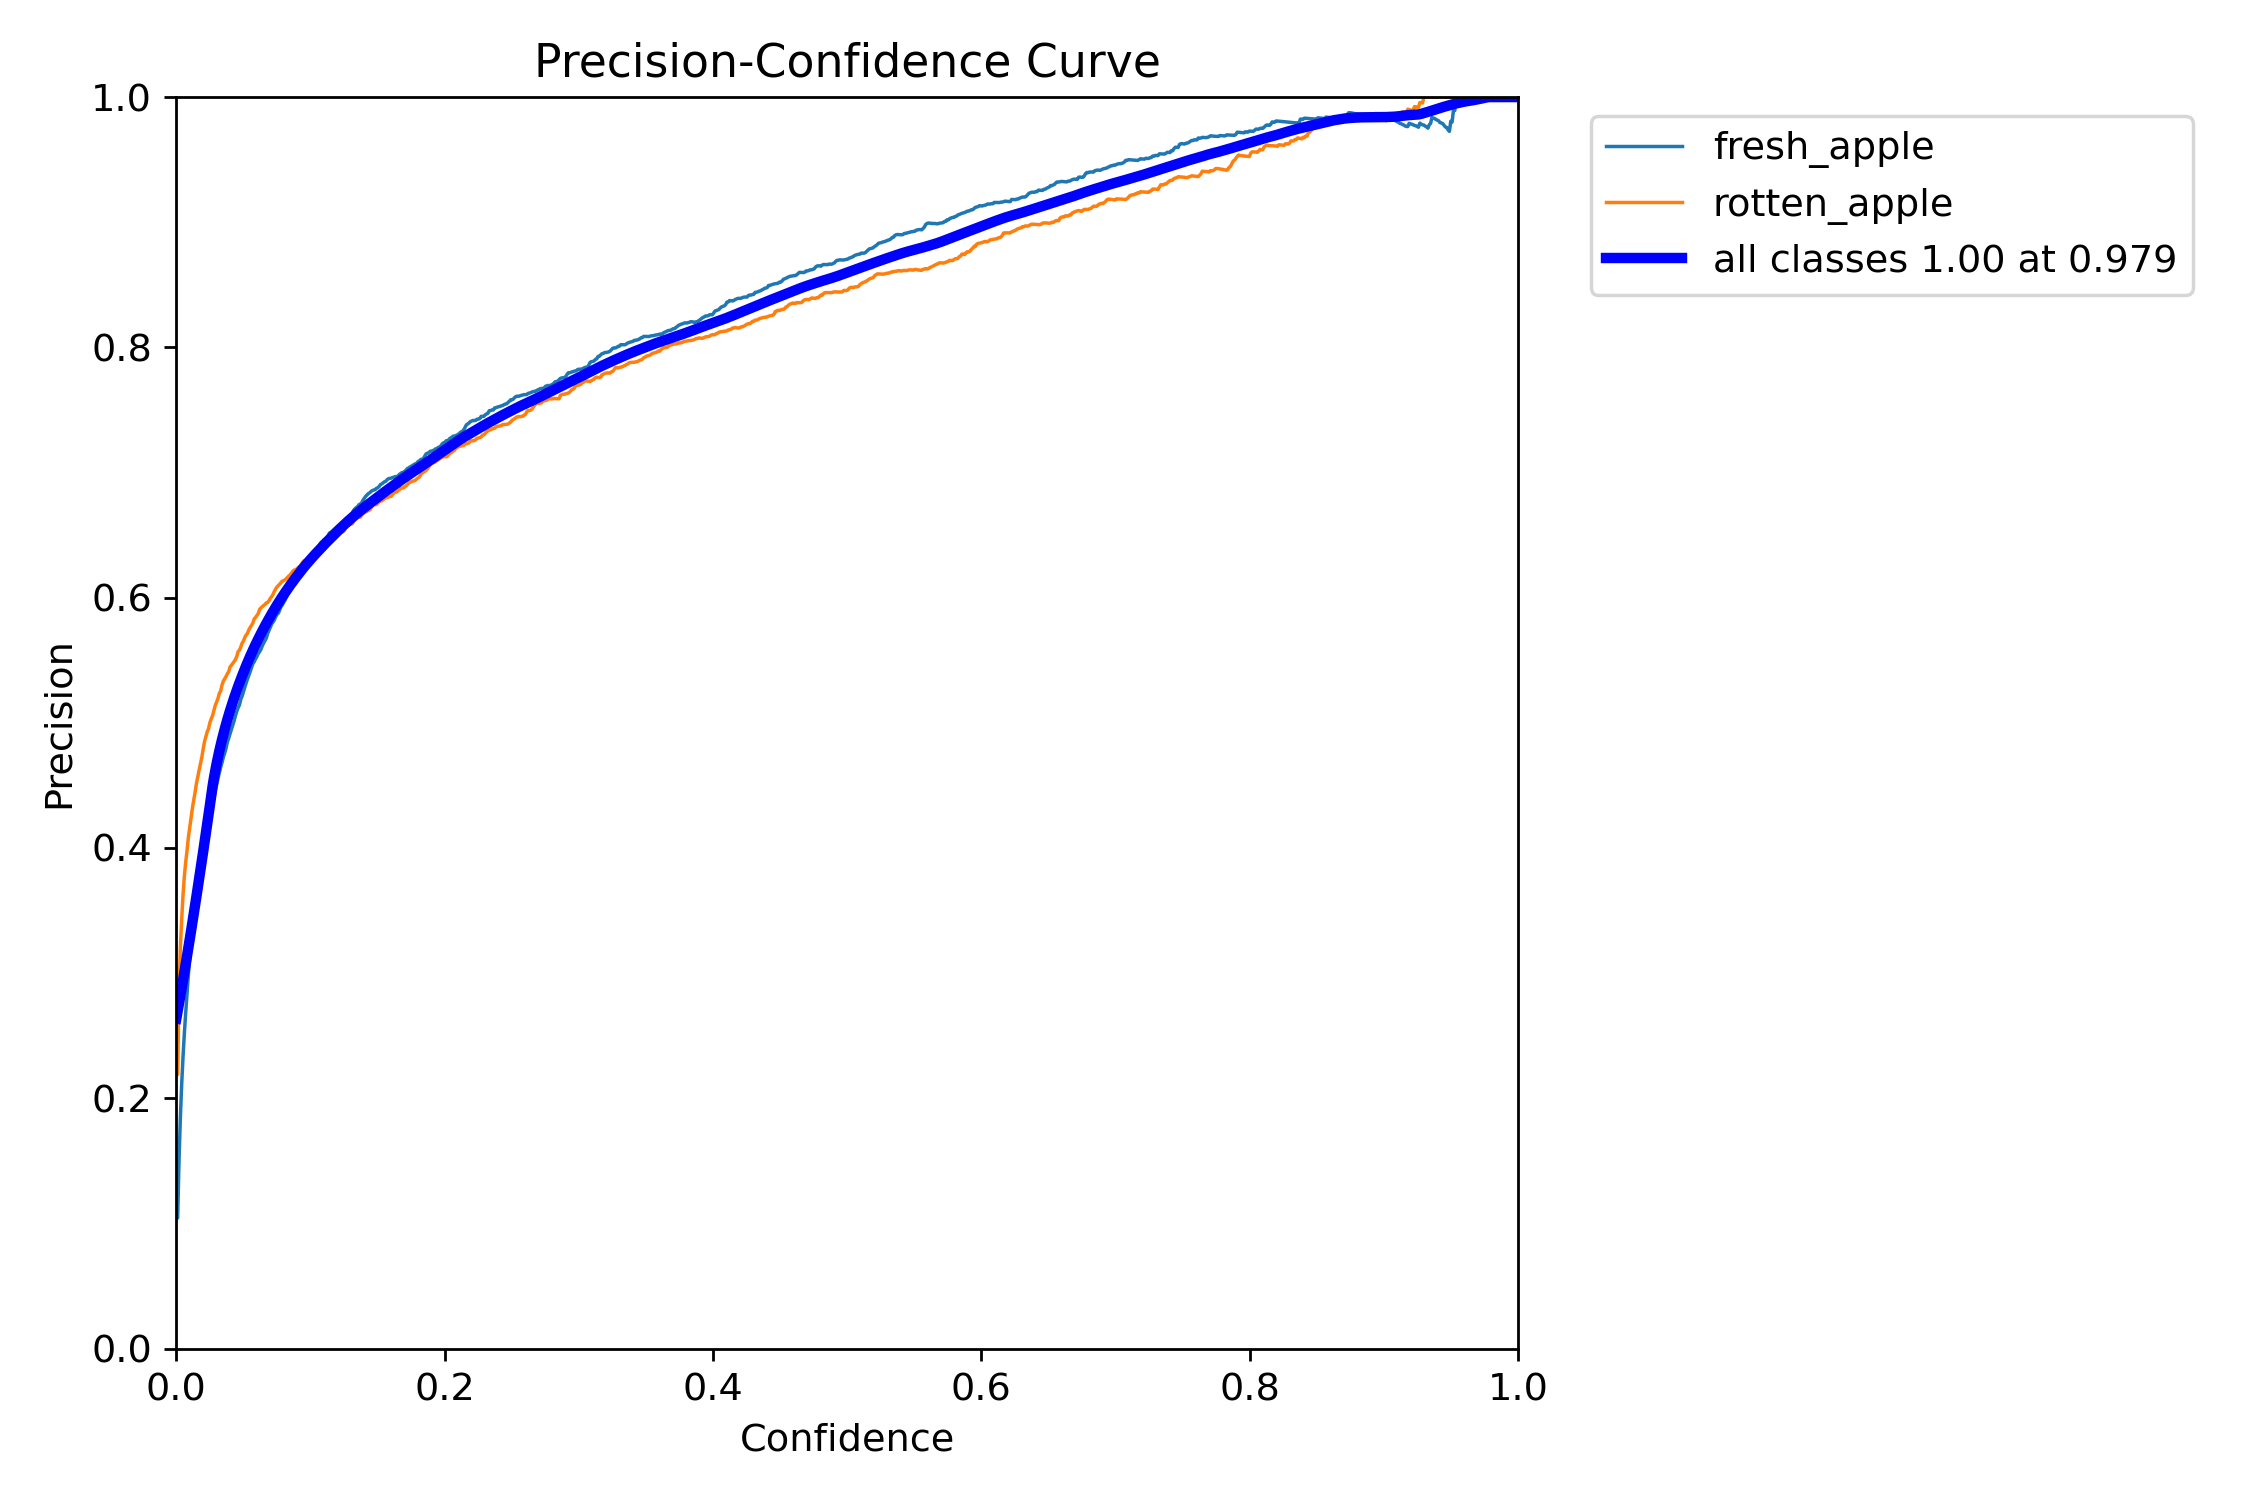 Precision-Confidence Curve
1.0
0.8
0.6
0.4
0.2
0.0
Precision
0.0 0.2 0.4 0.6 0.8 1.0
Confidence
fresh_apple
rotten_apple
all classes 1.00 at 0.979